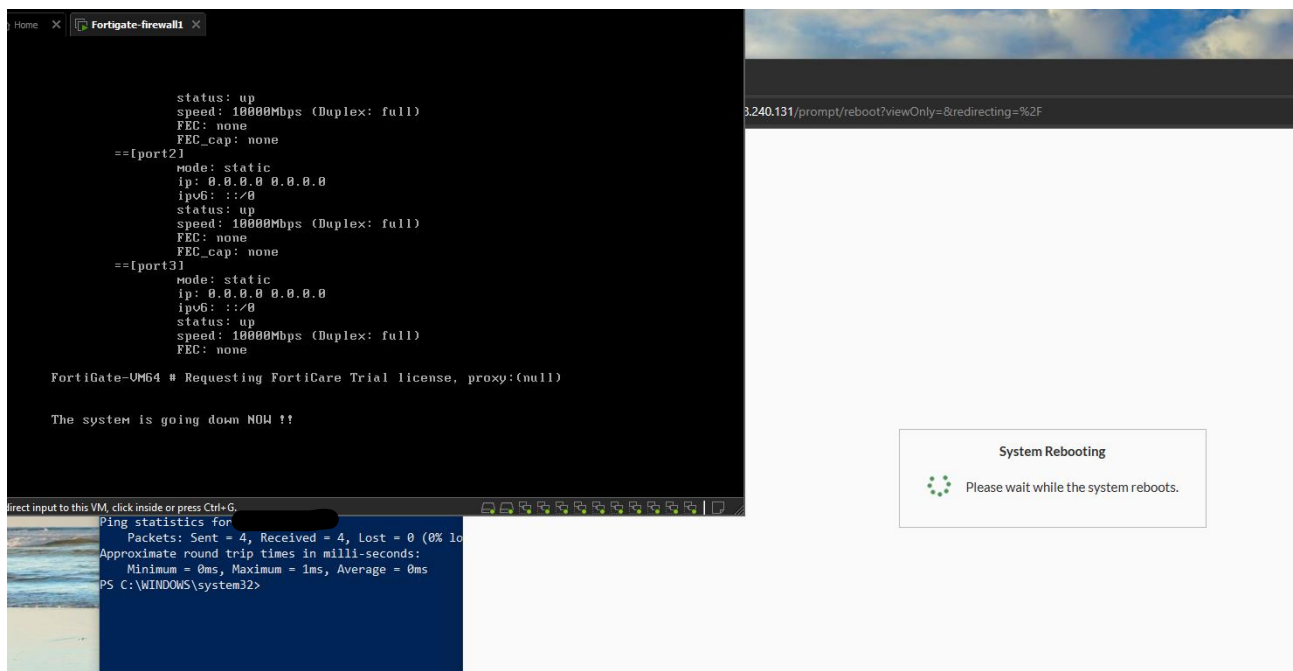 Home
Fortigate-firewall1
status: up
speed: 10000Mbps (Duplex: full)
FEC: none
FEC_cap: none
==[port2]
mode: static
ip: 0.0.0.0 0.0.0.0
ipv6: ::/0
status: up
speed: 10000Mbps (Duplex: full)
FEC: none
FEC_cap: none
==[port3]
mode: static
ip: 0.0.0.0 0.0.0.0
ipv6: ::/0
status: up
speed: 10000Mbps (Duplex: full)
FEC: none
FortiGate-VM64 # Requesting FortiCare Trial license, proxy:(null)
The system is going down NOW !!
direct input to this VM, click inside or press Ctrl+G.
Ping statistics for
Packets: Sent = 4, Received = 4, Lost = 0 (0% lo
Approximate round trip times in milli-seconds:
Minimum = 0ms, Maximum = 1ms, Average = 0ms
PS C:\WINDOWS\system32>
3.240.131/prompt/reboot?viewOnly=&redirecting=%2F
System Rebooting
Please wait while the system reboots.